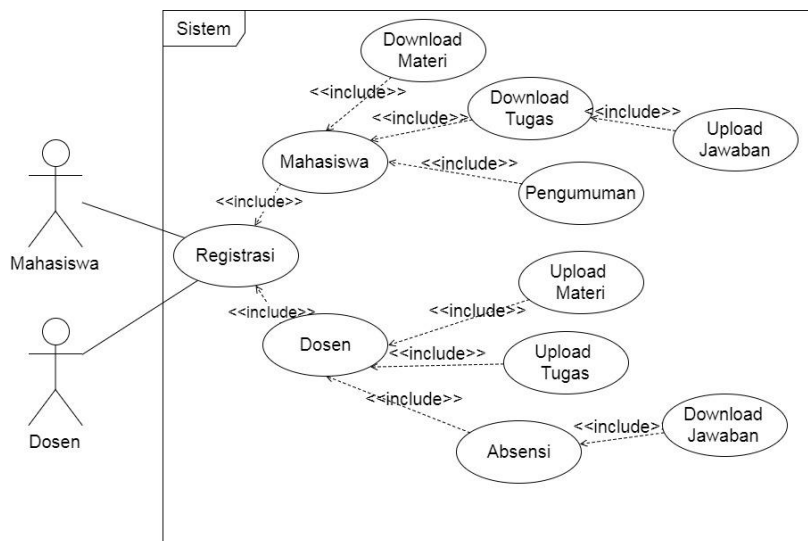 Sistem
Download
Materi
<<include>>
<<include>>
Download
Tugas
<<include>>
Upload
Jawaban
Mahasiswa
<<include>>
Pengumuman
<<include>>
Mahasiswa
Registrasi
<<include>>
Upload
Materi
<<include>>
Dosen
<<include>>
Upload
Tugas
Dosen
<<include>>
Absensi
<<include>
Download
Jawaban